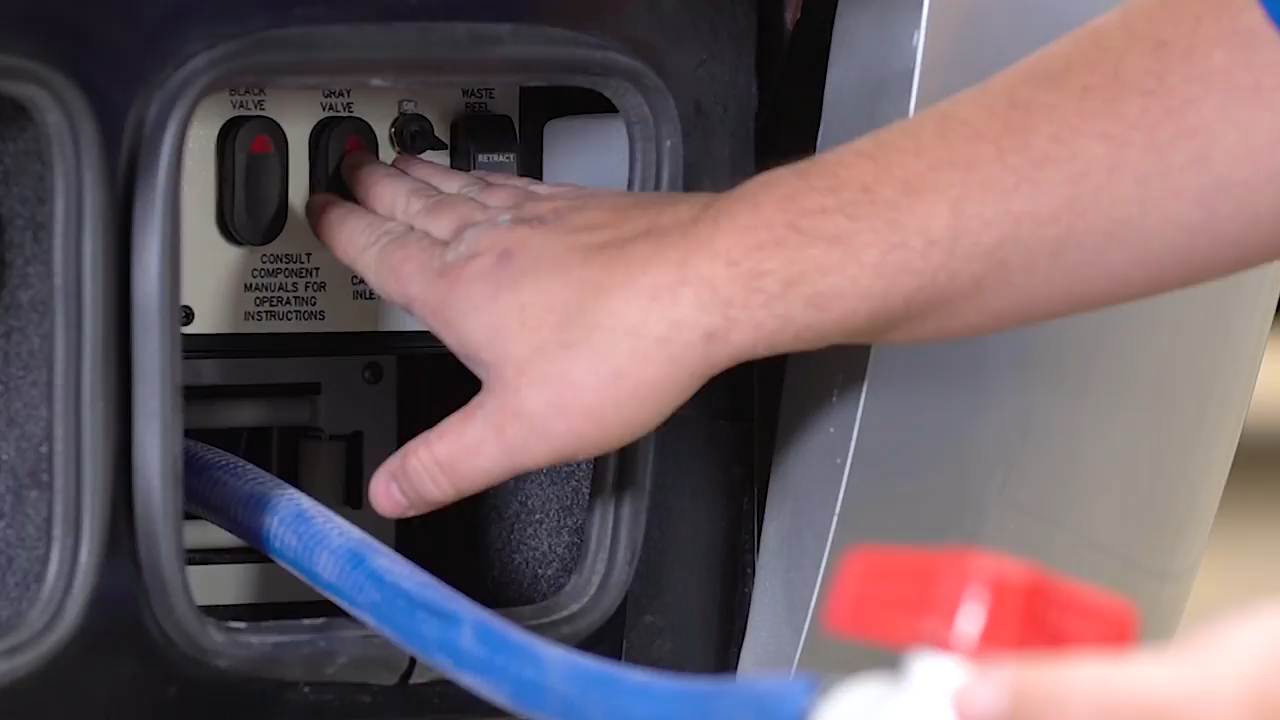 BLACK
VALVE
GRAY
VALVE
WASTE
REEL
RETRACT
CONSULT
COMPONENT
MANUALS FOR
OPERATING
INSTRUCTIONS